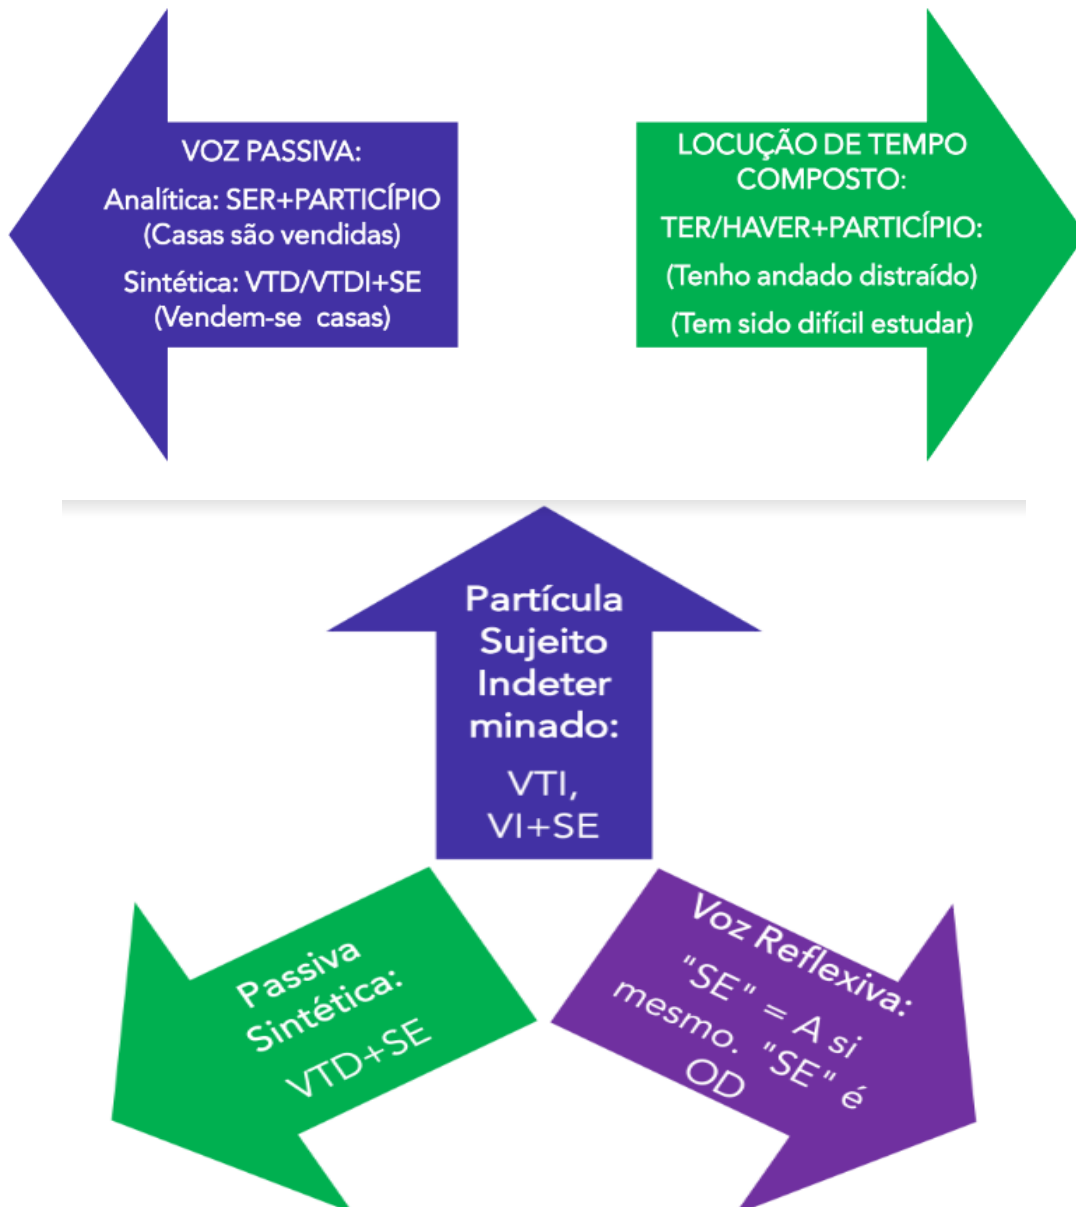 VOZ PASSIVA:
Analítica: SER+PARTICÍPIO
(Casas são vendidas)
Sintética: VTD/VTDI+SE
(Vendem-se casas)
LOCUÇÃO DE TEMPO
COMPOSTO:
TER/HAVER+PARTICÍPIO:
(Tenho andado distraído)
(Tem sido difícil estudar)
Partícula
Sujeito
Indeter
minado:
VTI,
VI+SE
Passiva
Sintética:
VTD+SE
Voz Reflexiva:
"SE" = A si
mesmo. "SE" é
OD